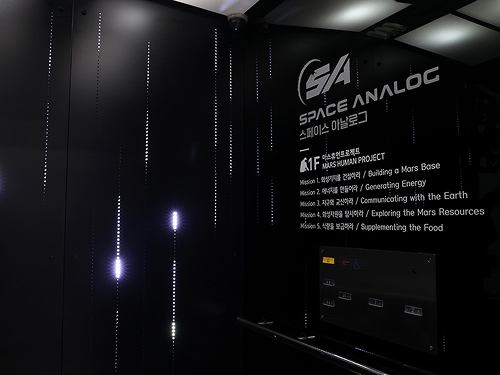 SA
SPACE ANALOG
스페이스 아날로그
1F 마스휴먼프로젝트
MARS HUMAN PROJECT
Mission 1. 화성기지를 건설하라 / Building a Mars Base
Mission 2. 에너지를 만들어라 / Generating Energy
Mission 3. 지구와 교신하라 / Communicating with the Earth
Mission 4. 화성자원을 탐사하라 / Exploring the Mars Resources
Mission 5. 식량을 보급하라 / Supplementing the Food